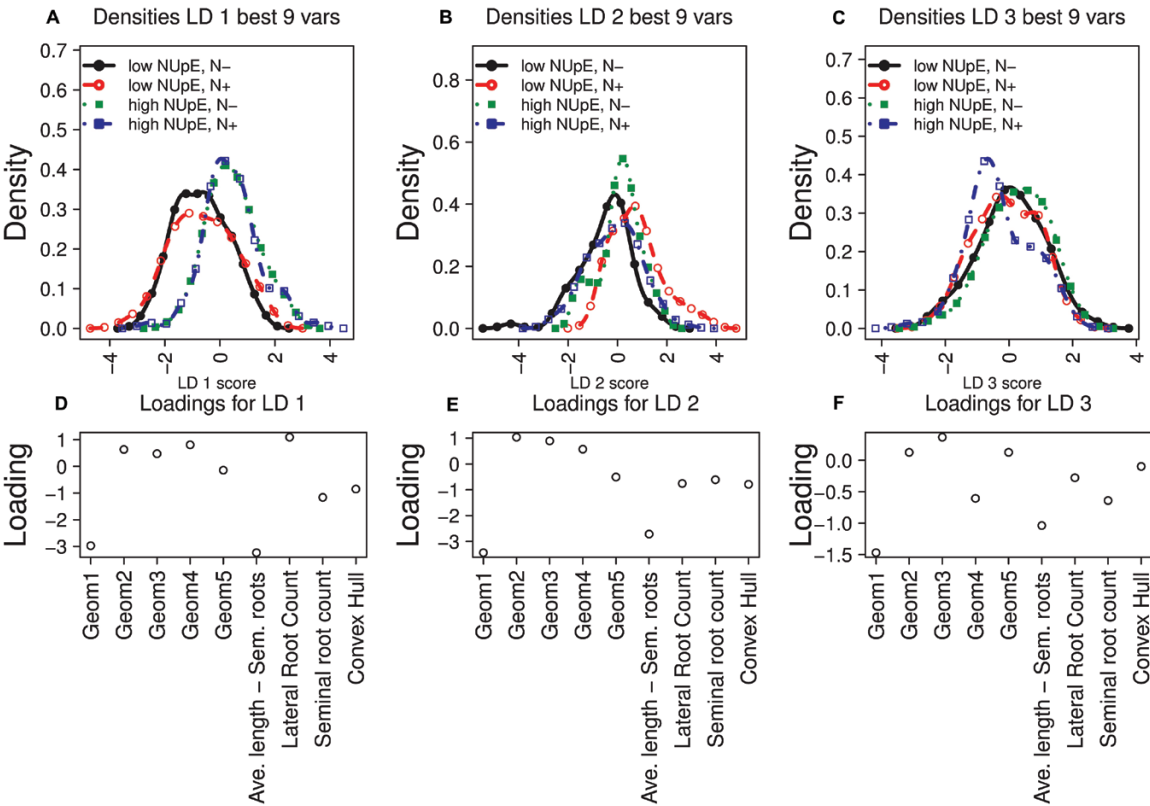 A Densities LD 1 best 9 vars
Density
0.7
0.6
0.5
0.4
0.3
0.2
0.1
0.0
low NUpE, N−
low NUpE, N+
high NUpE, N−
high NUpE, N+
−4 −2 0 2 4
LD 1 score
B Densities LD 2 best 9 vars
Density
0.8
0.6
0.4
0.2
0.0
low NUpE, N−
low NUpE, N+
high NUpE, N−
high NUpE, N+
−4 −2 0 2 4
LD 2 score
C Densities LD 3 best 9 vars
Density
0.7
0.6
0.5
0.4
0.3
0.2
0.1
0.0
low NUpE, N−
low NUpE, N+
high NUpE, N−
high NUpE, N+
−4 −2 0 2 4
LD 3 score
D Loadings for LD 1
Loading
1
0
−1
−2
−3
Geom1
Geom2
Geom3
Geom4
Geom5
Ave. length − Sem. roots
Lateral Root Count
Seminal root count
Convex Hull
E Loadings for LD 2
Loading
1
0
−1
−2
−3
Geom1
Geom2
Geom3
Geom4
Geom5
Ave. length − Sem. roots
Lateral Root Count
Seminal root count
Convex Hull
F Loadings for LD 3
Loading
0.0
−0.5
−1.0
−1.5
Geom1
Geom2
Geom3
Geom4
Geom5
Ave. length − Sem. roots
Lateral Root Count
Seminal root count
Convex Hull